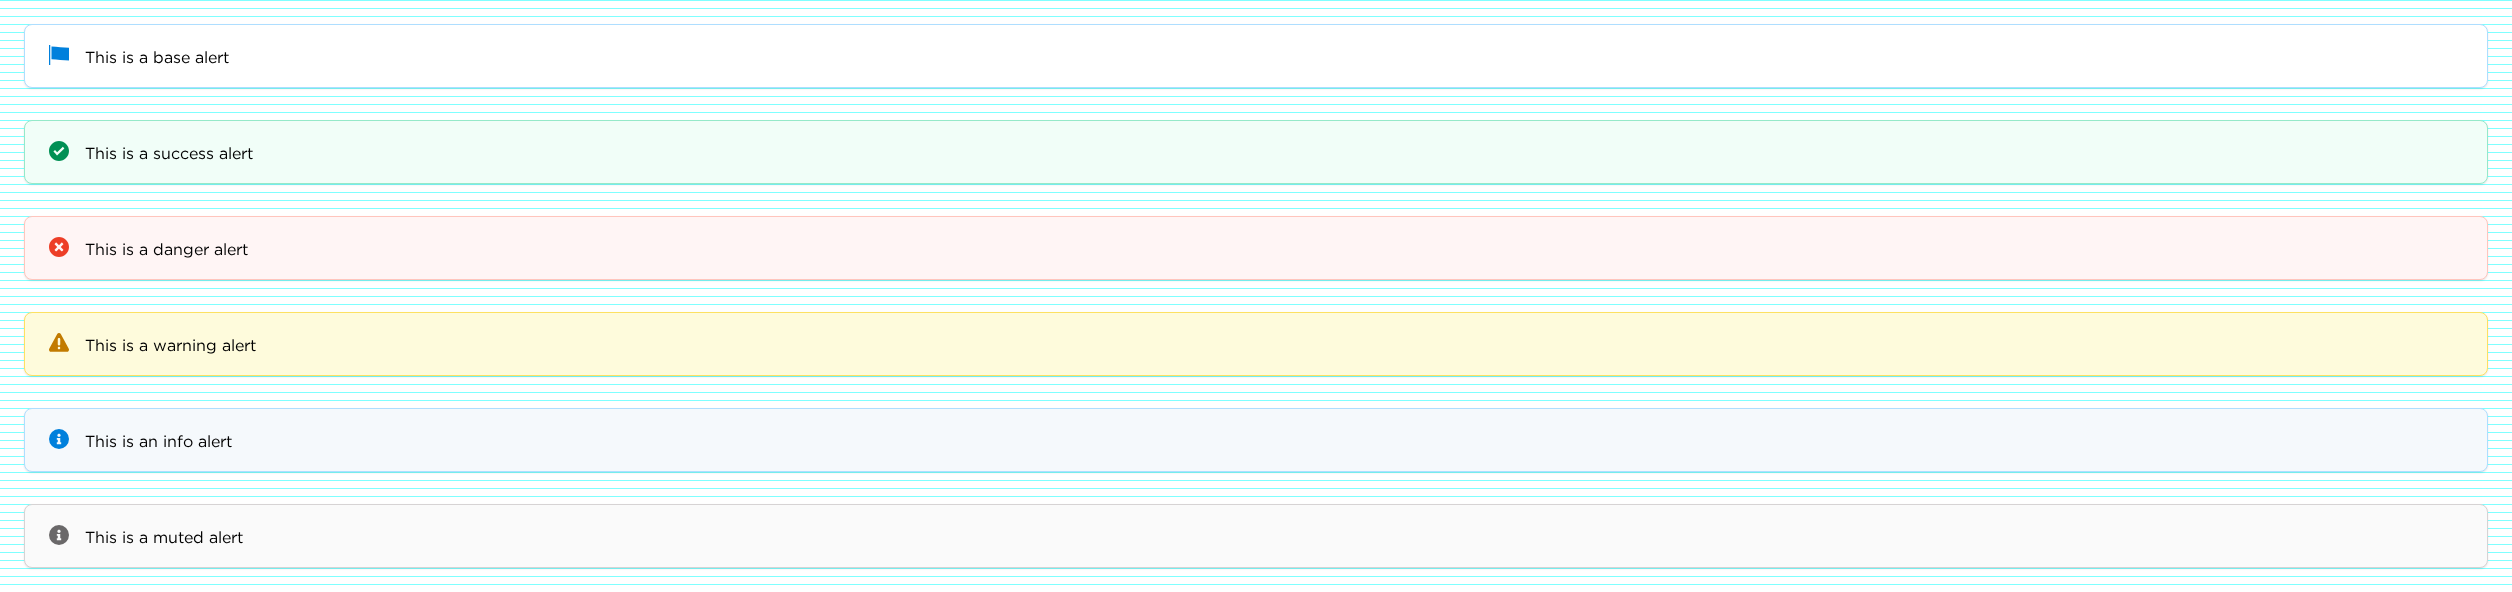 This is a base alert
This is a success alert
This is a danger alert
This is a warning alert
This is an info alert
This is a muted alert